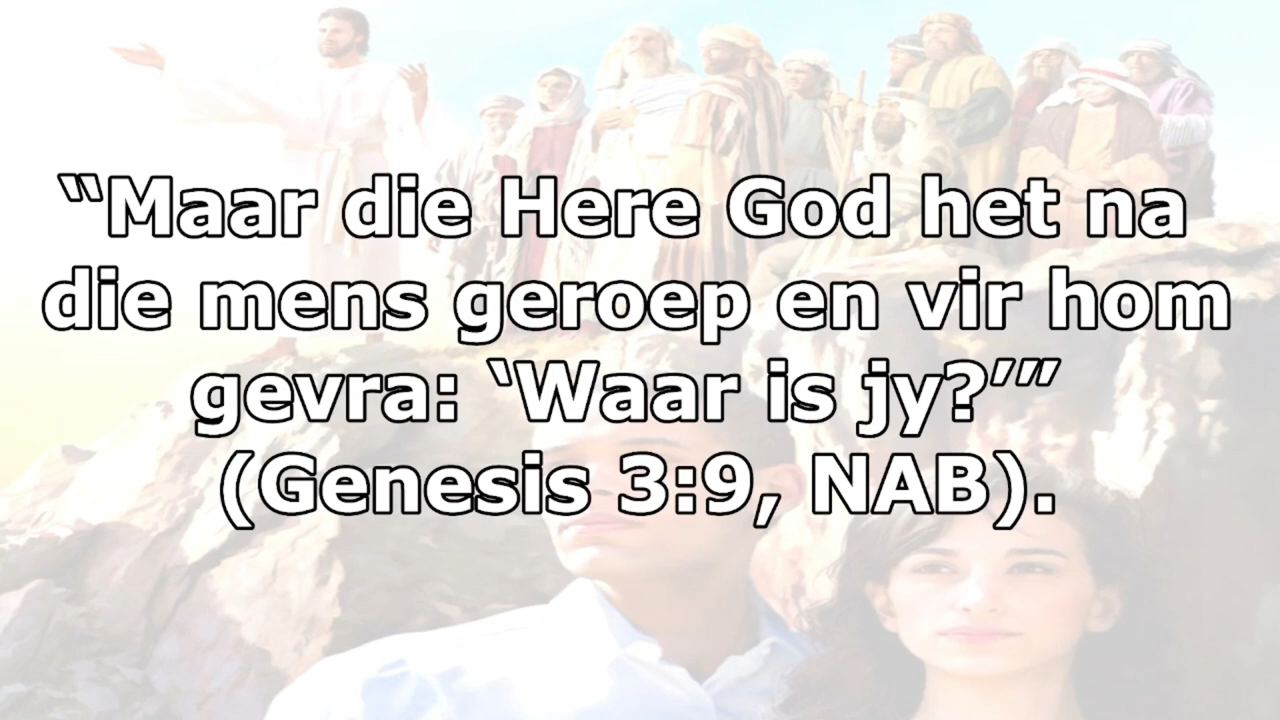 “Maar die Here God het na
die mens geroep en vir hom
gevra: ‘Waar is jy?’”
(Genesis 3:9, NAB).